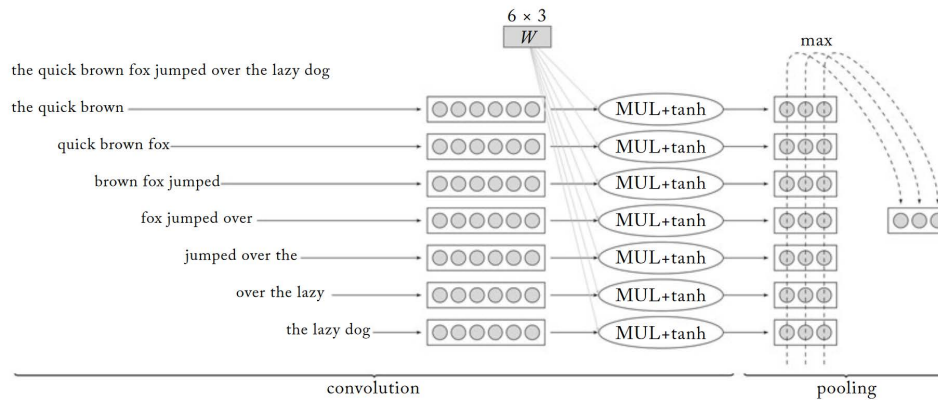 6 × 3
W
max
the quick brown fox jumped over the lazy dog
the quick brown
MUL+tanh
quick brown fox
MUL+tanh
brown fox jumped
MUL+tanh
fox jumped over
MUL+tanh
jumped over the
MUL+tanh
over the lazy
MUL+tanh
the lazy dog
MUL+tanh
convolution
pooling